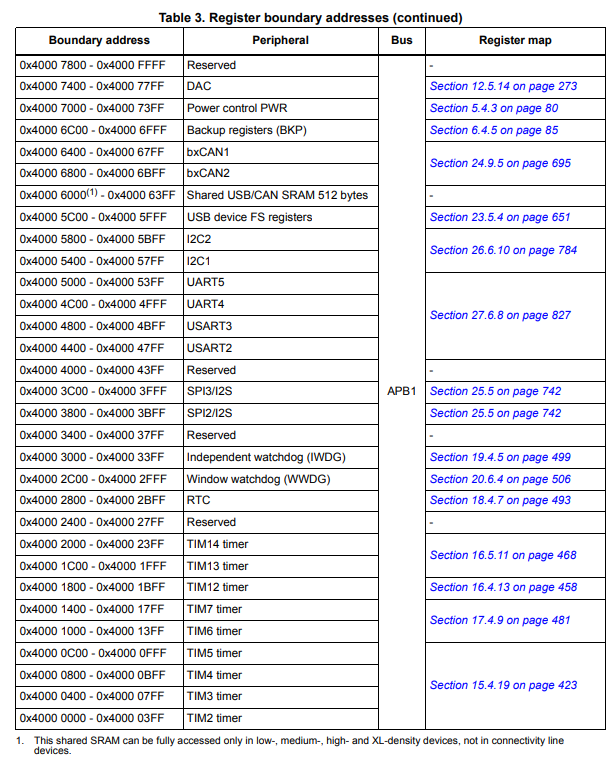 Table 3. Register boundary addresses (continued)
Boundary address Peripheral Bus Register map
0x4000 7800 - 0x4000 FFFF Reserved -
0x4000 7400 - 0x4000 77FF DAC Section 12.5.14 on page 273
0x4000 7000 - 0x4000 73FF Power control PWR Section 5.4.3 on page 80
0x4000 6C00 - 0x4000 6FFF Backup registers (BKP) Section 6.4.5 on page 85
0x4000 6400 - 0x4000 67FF bxCAN1
Section 24.9.5 on page 695
0x4000 6800 - 0x4000 6BFF bxCAN2
0x4000 6000(1) - 0x4000 63FF Shared USB/CAN SRAM 512 bytes -
0x4000 5C00 - 0x4000 5FFF USB device FS registers Section 23.5.4 on page 651
0x4000 5800 - 0x4000 5BFF I2C2
Section 26.6.10 on page 784
0x4000 5400 - 0x4000 57FF I2C1
0x4000 5000 - 0x4000 53FF UART5
0x4000 4C00 - 0x4000 4FFF UART4
Section 27.6.8 on page 827
0x4000 4800 - 0x4000 4BFF USART3
0x4000 4400 - 0x4000 47FF USART2
0x4000 4000 - 0x4000 43FF Reserved -
0x4000 3C00 - 0x4000 3FFF SPI3/I2S APB1 Section 25.5 on page 742
0x4000 3800 - 0x4000 3BFF SPI2/I2S Section 25.5 on page 742
0x4000 3400 - 0x4000 37FF Reserved -
0x4000 3000 - 0x4000 33FF Independent watchdog (IWDG) Section 19.4.5 on page 499
0x4000 2C00 - 0x4000 2FFF Window watchdog (WWDG) Section 20.6.4 on page 506
0x4000 2800 - 0x4000 2BFF RTC Section 18.4.7 on page 493
0x4000 2400 - 0x4000 27FF Reserved -
0x4000 2000 - 0x4000 23FF TIM14 timer
Section 16.5.11 on page 468
0x4000 1C00 - 0x4000 1FFF TIM13 timer
0x4000 1800 - 0x4000 1BFF TIM12 timer Section 16.4.13 on page 458
0x4000 1400 - 0x4000 17FF TIM7 timer
Section 17.4.9 on page 481
0x4000 1000 - 0x4000 13FF TIM6 timer
0x4000 0C00 - 0x4000 0FFF TIM5 timer
0x4000 0800 - 0x4000 0BFF TIM4 timer
Section 15.4.19 on page 423
0x4000 0400 - 0x4000 07FF TIM3 timer
0x4000 0000 - 0x4000 03FF TIM2 timer
1. This shared SRAM can be fully accessed only in low-, medium-, high- and XL-density devices, not in connectivity line
devices.